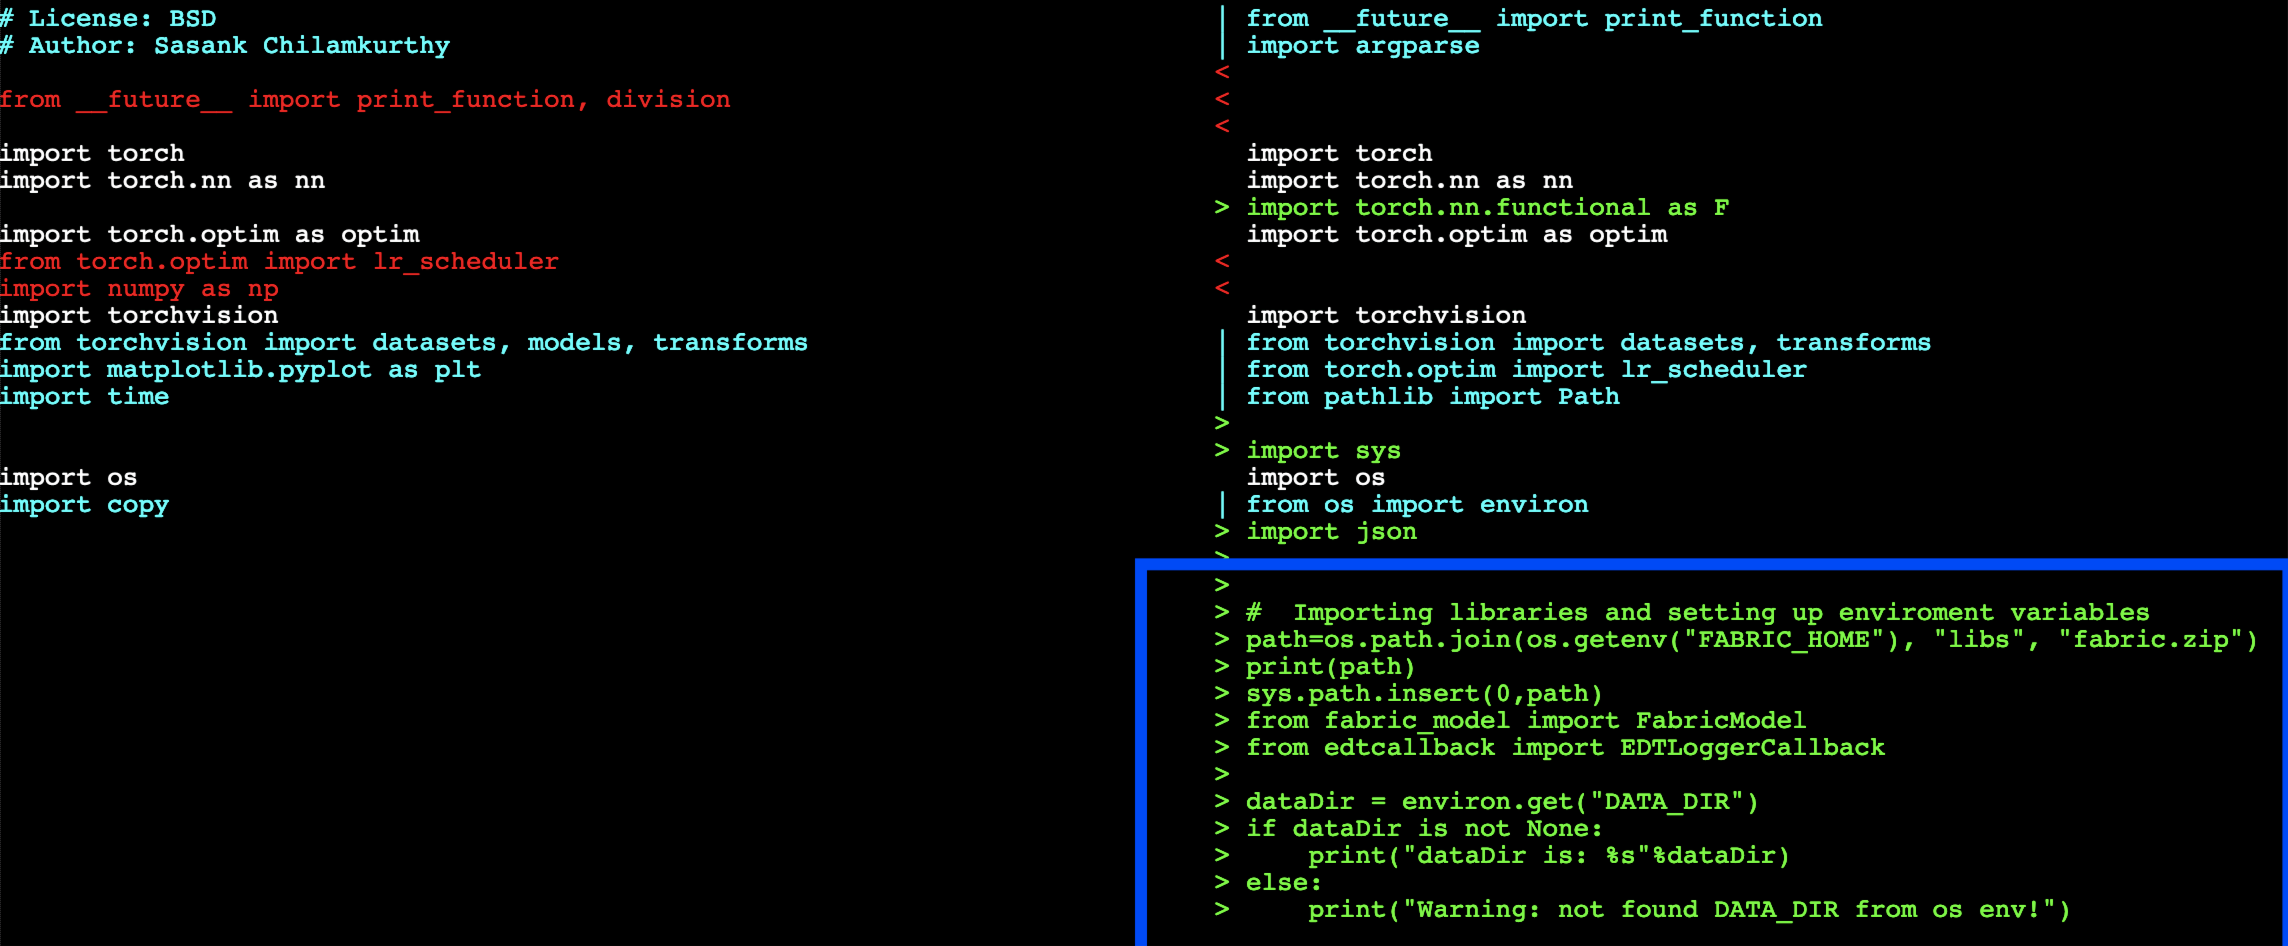 # License: BSD | from __future__ import print_function
# Author: Sasank Chilamkurthy | import argparse
<
from __future__ import print_function, division <
<
import torch import torch
import torch.nn as nn import torch.nn as nn
> import torch.nn.functional as F
import torch.optim as optim import torch.optim as optim
from torch.optim import lr_scheduler <
import numpy as np <
import torchvision import torchvision
from torchvision import datasets, models, transforms | from torchvision import datasets, transforms
import matplotlib.pyplot as plt | from torch.optim import lr_scheduler
import time | from pathlib import Path
>
> import sys
import os import os
import copy | from os import environ
> import json
>
>
> #  Importing libraries and setting up enviroment variables
> path=os.path.join(os.getenv("FABRIC_HOME"), "libs", "fabric.zip")
> print(path)
> sys.path.insert(0,path)
> from fabric_model import FabricModel
> from edtcallback import EDTLoggerCallback
>
> dataDir = environ.get("DATA_DIR")
> if dataDir is not None:
>     print("dataDir is: %s"%dataDir)
> else:
>     print("Warning: not found DATA_DIR from os env!")